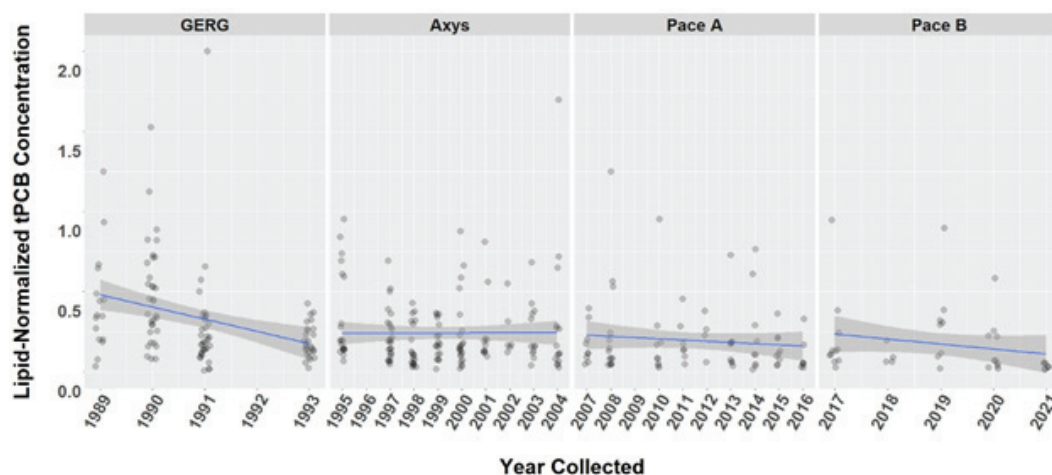 GERG Axys Pace A Pace B
Lipid-Normalized tPCB Concentration
2.0
1.5
1.0
0.5
0.0
1989 1990 1991 1992 1993 1995 1996 1997 1998 1999 2000 2001 2002 2003 2004 2007 2008 2009 2010 2011 2012 2013 2014 2015 2016 2017 2018 2019 2020 2021
Year Collected